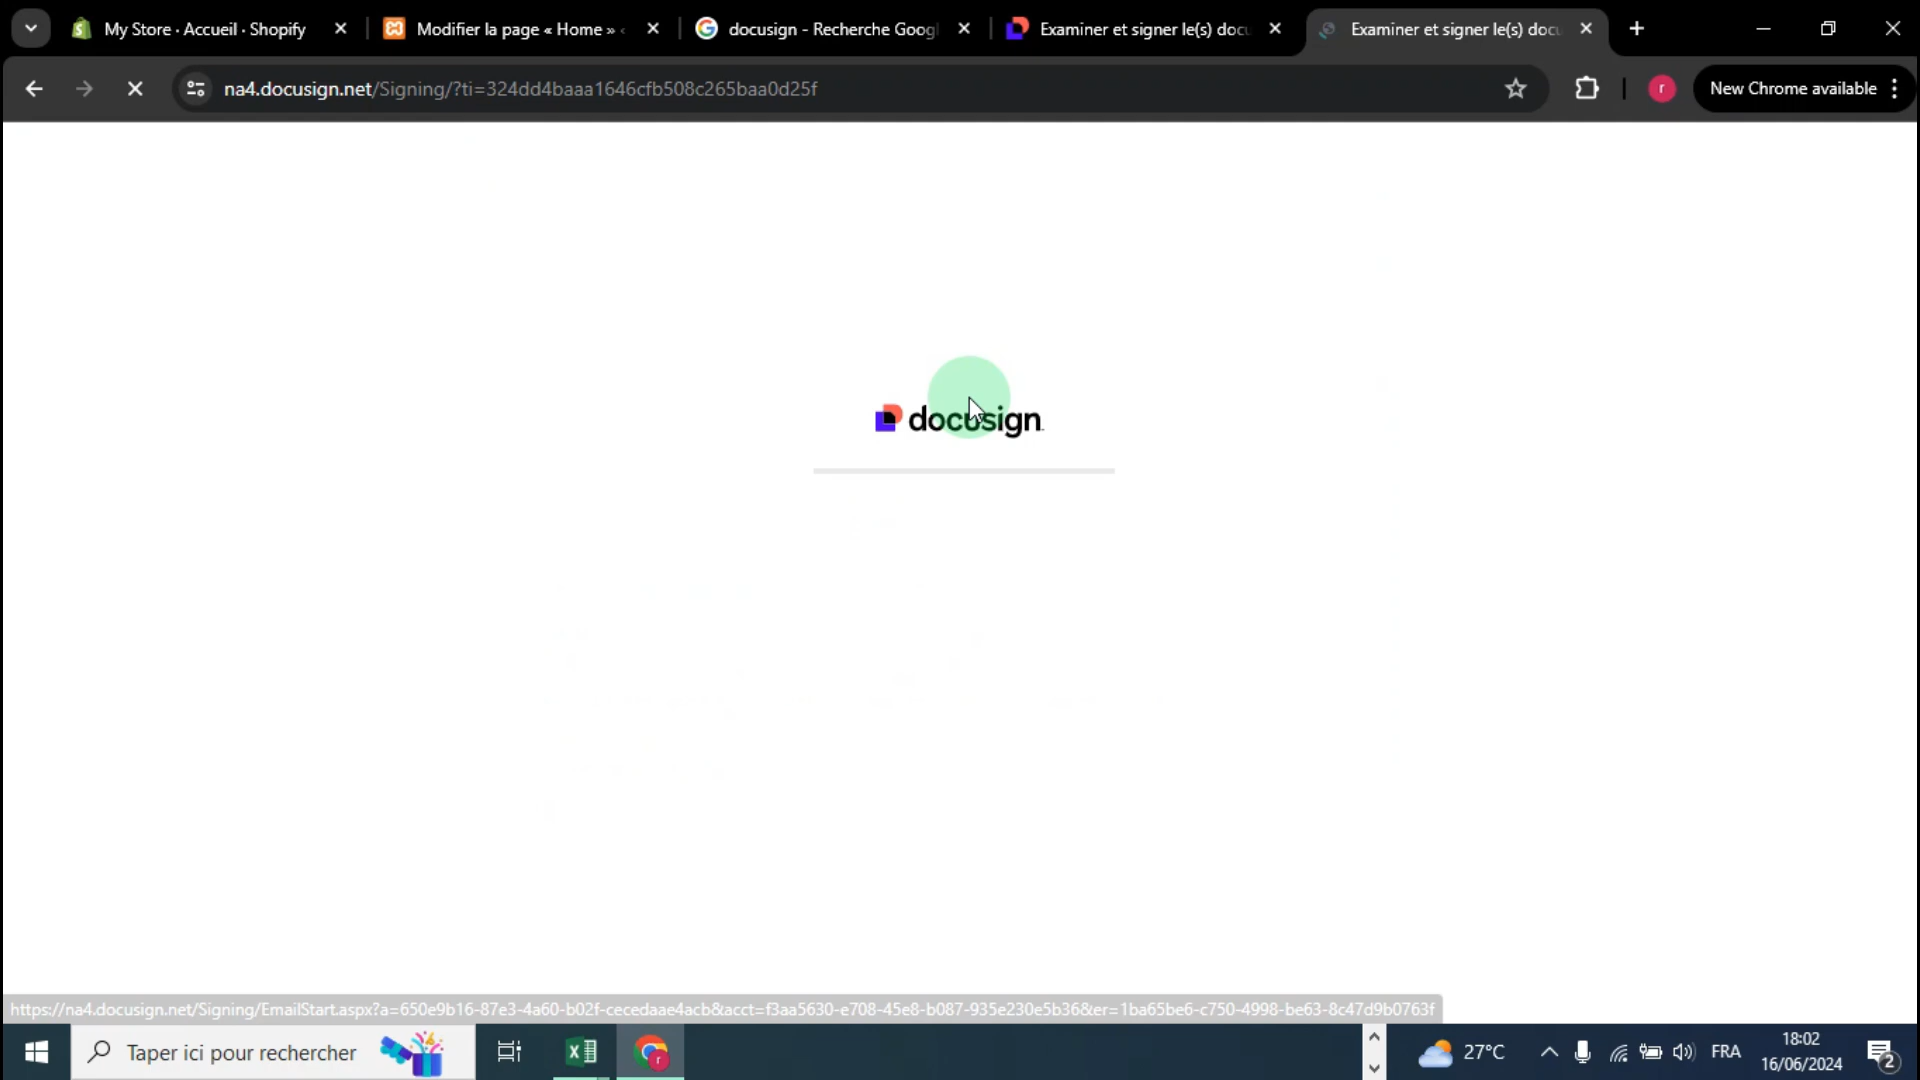 My Store · Accueil · Shopify
Modifier la page « Home » ‹
docusign - Recherche Googl
Examiner et signer le(s) docu
Examiner et signer le(s) docu
na4.docusign.net/Signing/?ti=324dd4baaa1646cfb508c265baa0d25f
r
New Chrome available
docusign
https://na4.docusign.net/Signing/EmailStart.aspx?a=650e9b16-87e3-4a60-b02f-cecedaae4acb&acct=f3aa5630-e708-45e8-b087-935e230e5b36&er=1ba65be6-c750-4998-be63-8c47d9b0763f
Taper ici pour rechercher
27°C
FRA
18:02
16/06/2024
2